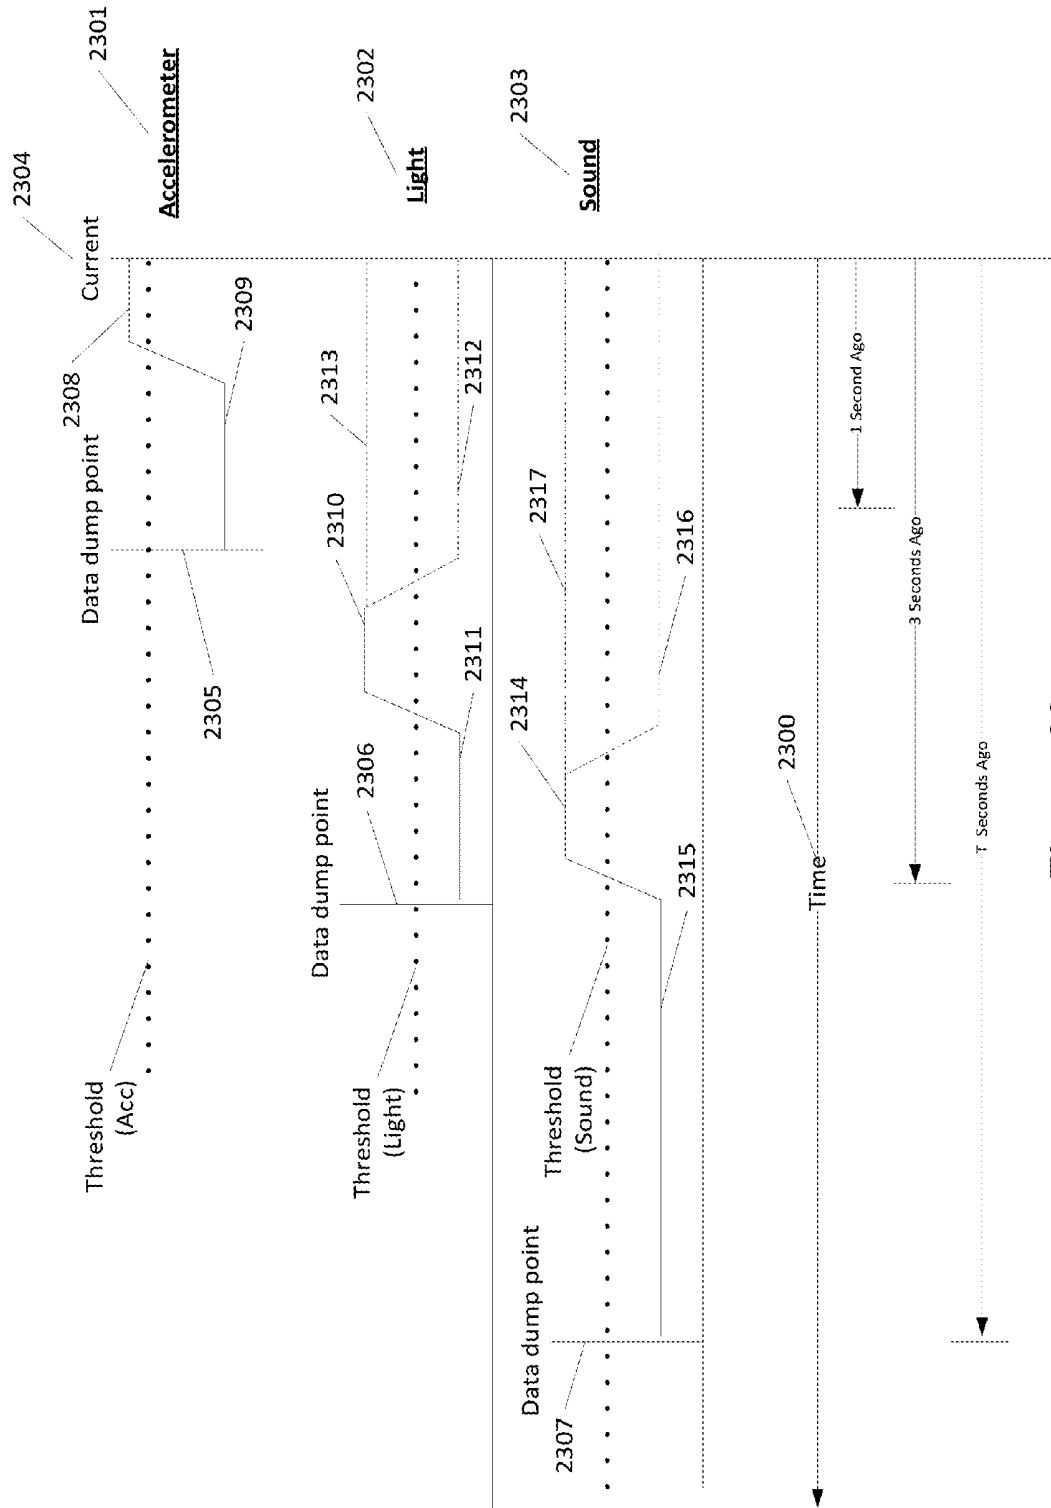 2304
2301
Current
Data dump point
2308
Threshold
(Acc)
Accelerometer
2305
2309
Data dump point
2310
2313
2302
2306
Threshold
(Light)
Light
2311
2312
2303
Data dump point
2314
2317
Threshold
(Sound)
Sound
2307
2315
2316
2300
Time
1 Second Ago
3 Seconds Ago
T Seconds Ago